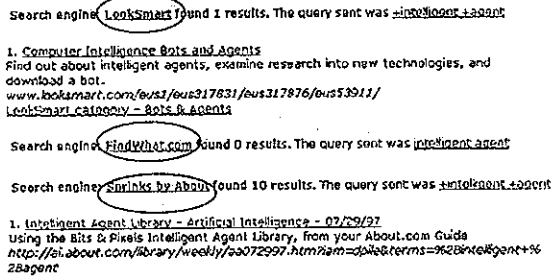 Search engine: LookSmart found 1 results. The query sent was +intelligent +agent
1. Computer Intelligence Bots and Agents
Find out about intelligent agents, examine research into new technologies, and
download a bot.
www.looksmart.com/eus1/eus317831/eus317876/eus53911/
LookSmart category - Bots & Agents
Search engine: FindWhat.com found 0 results. The query sent was intelligent agent
Search engine: Sprinks by About found 10 results. The query sent was +intelligent +agent
1. Intelligent Agent Library - Artificial Intelligence - 07/29/97
Using the Bits & Pixels Intelligent Agent Library, from your About.com Guide
http://ai.about.com/library/weekly/aa072997.htm?iam=dpile&terms=%2Bintelligent+%
2Bagent